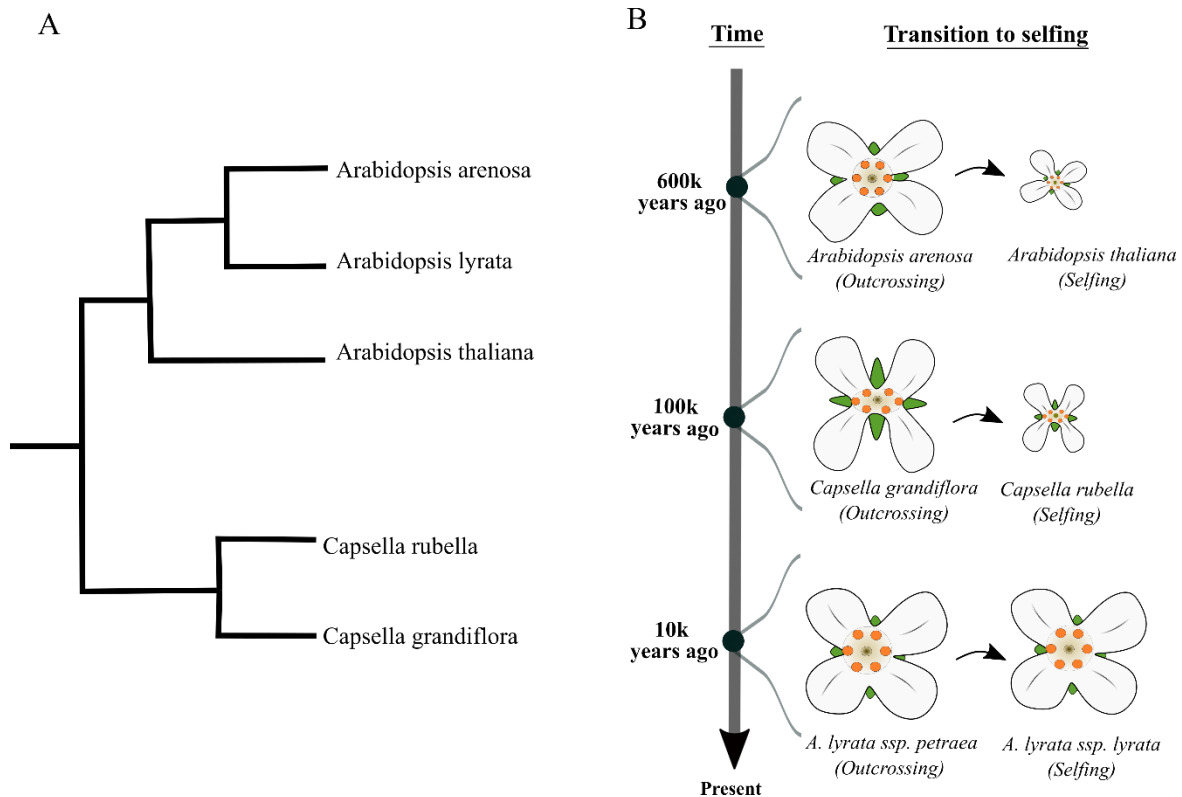 A
Arabidopsis arenosa
Arabidopsis lyrata
Arabidopsis thaliana
Capsella rubella
Capsella grandiflora
B
Time
Transition to selfing
600k
years ago
Arabidopsis arenosa
(Outcrossing)
Arabidopsis thaliana
(Selfing)
100k
years ago
Capsella grandiflora
(Outcrossing)
Capsella rubella
(Selfing)
10k
years ago
A. lyrata ssp. petraea
(Outcrossing)
A. lyrata ssp. lyrata
(Selfing)
Present